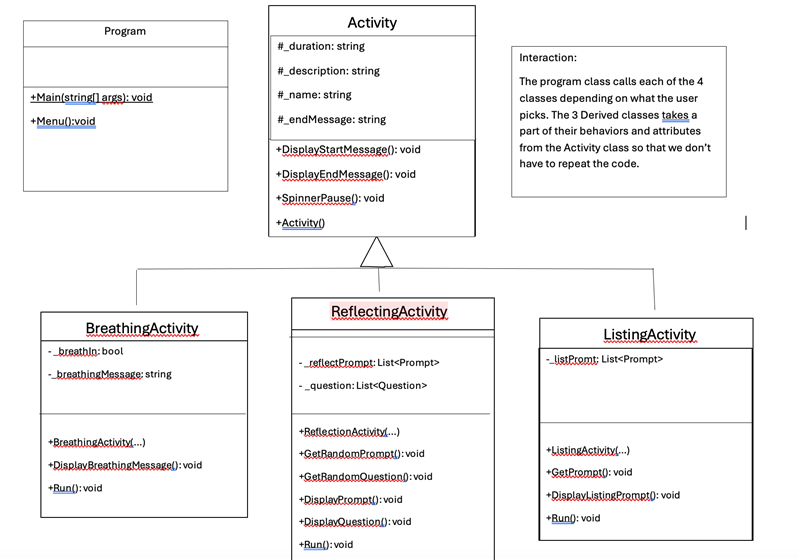 Program
+Main(string[] args): void
+Menu():void
Activity
#_duration: string
#_description: string
#_name: string
#_endMessage: string
+DisplayStartMessage(): void
+DisplayEndMessage(): void
+SpinnerPause(): void
+Activity()
Interaction:
The program class calls each of the 4
classes depending on what the user
picks. The 3 Derived classes takes a
part of their behaviors and attributes
from the Activity class so that we don't
have to repeat the code.
BreathingActivity
- _breathIn: bool
- _breathingMessage: string
+BreathingActivity(...)
+DisplayBreathingMessage(): void
+Run(): void
ReflectingActivity
- _reflectPrompt: List<Prompt>
- _question: List<Question>
+ReflectionActivity(...)
+GetRandomPrompt(): void
+GetRandomQuestion(): void
+DisplayPrompt(): void
+DisplayQuestion(): void
+Run(): void
ListingActivity
-_listPromt: List<Prompt>
+ListingActivity(...)
+GetPrompt(): void
+DisplayListingPrompt(): void
+Run(): void